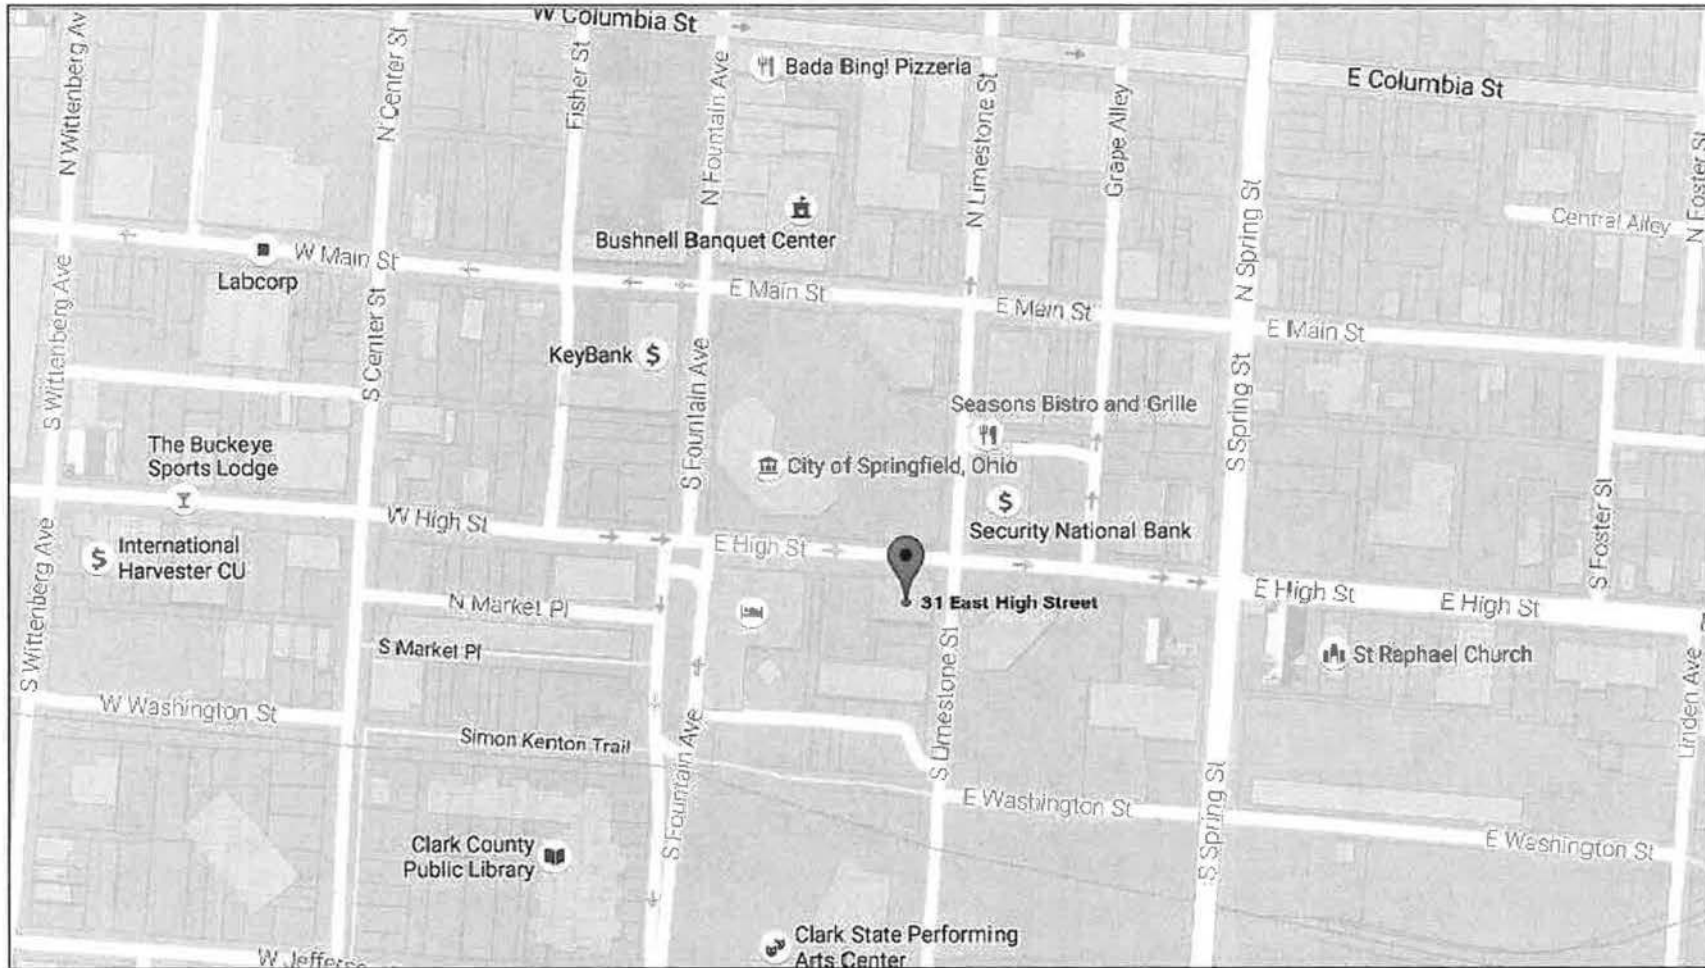 W Columbia St
E Columbia St
N Wittenberg Av
N Center St
Fisher St
N Fountain Ave
Bada Bing! Pizzeria
N Limestone St
Grape Alley
N Spring St
N Foster St
Central Alley
Bushnell Banquet Center
W Main St
Labcorp
E Main St
E Main St
E Main St
S Wittenberg Ave
S Center St
KeyBank
S Fountain Ave
Seasons Bistro and Grille
S Spring St
The Buckeye
Sports Lodge
City of Springfield, Ohio
Security National Bank
S Foster St
W High St
E High St
International
Harvester CU
S Wittenberg Ave
31 East High Street
E High St
E High St
N Market Pl
S Market Pl
St Raphael Church
S Limestone St
Linden Ave
W Washington St
Simon Kenton Trail
S Fountain Ave
E Washington St
S Spring St
E Washington St
Clark County
Public Library
Clark State Performing
Arts Center